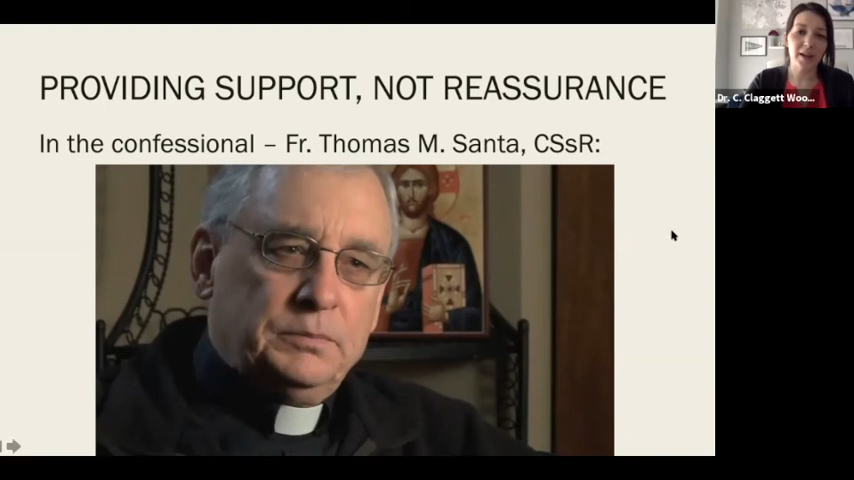 PROVIDING SUPPORT, NOT REASSURANCE
In the confessional – Fr. Thomas M. Santa, CSsR:
Dr. C. Claggett Woo...